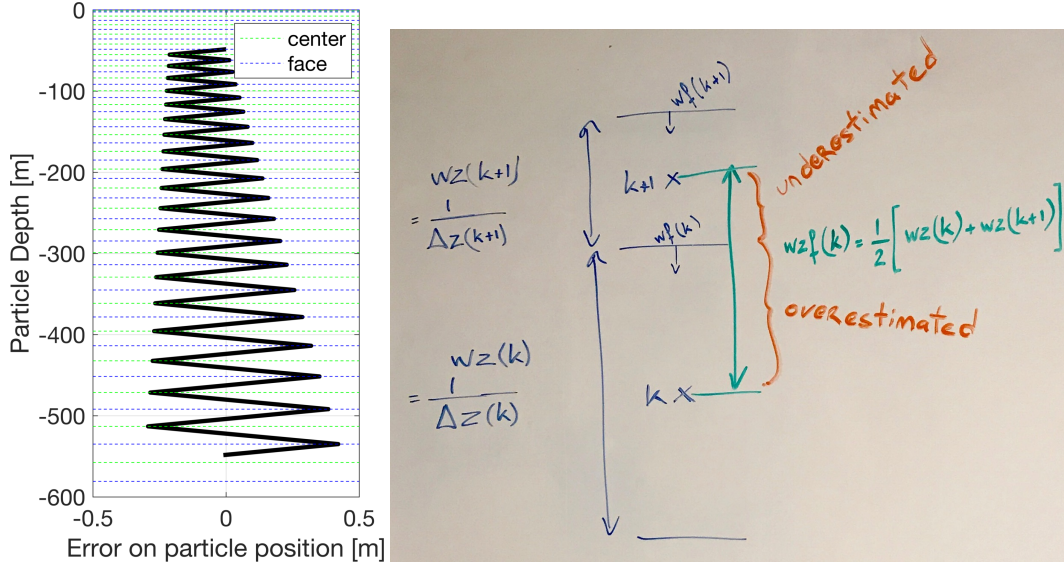 0
-100
-200
-300
-400
-500
-600
-0.5
0
0.5
Particle Depth [m]
Error on particle position [m]
center
face
wf(k+1)
k+1 x
wf(k)
k x
wz(k+1)
= 1
Δz(k+1)
wz(k)
= 1
Δz(k)
underestimated
wzf(k) = 1/2 [wz(k) + wz(k+1)]
overestimated